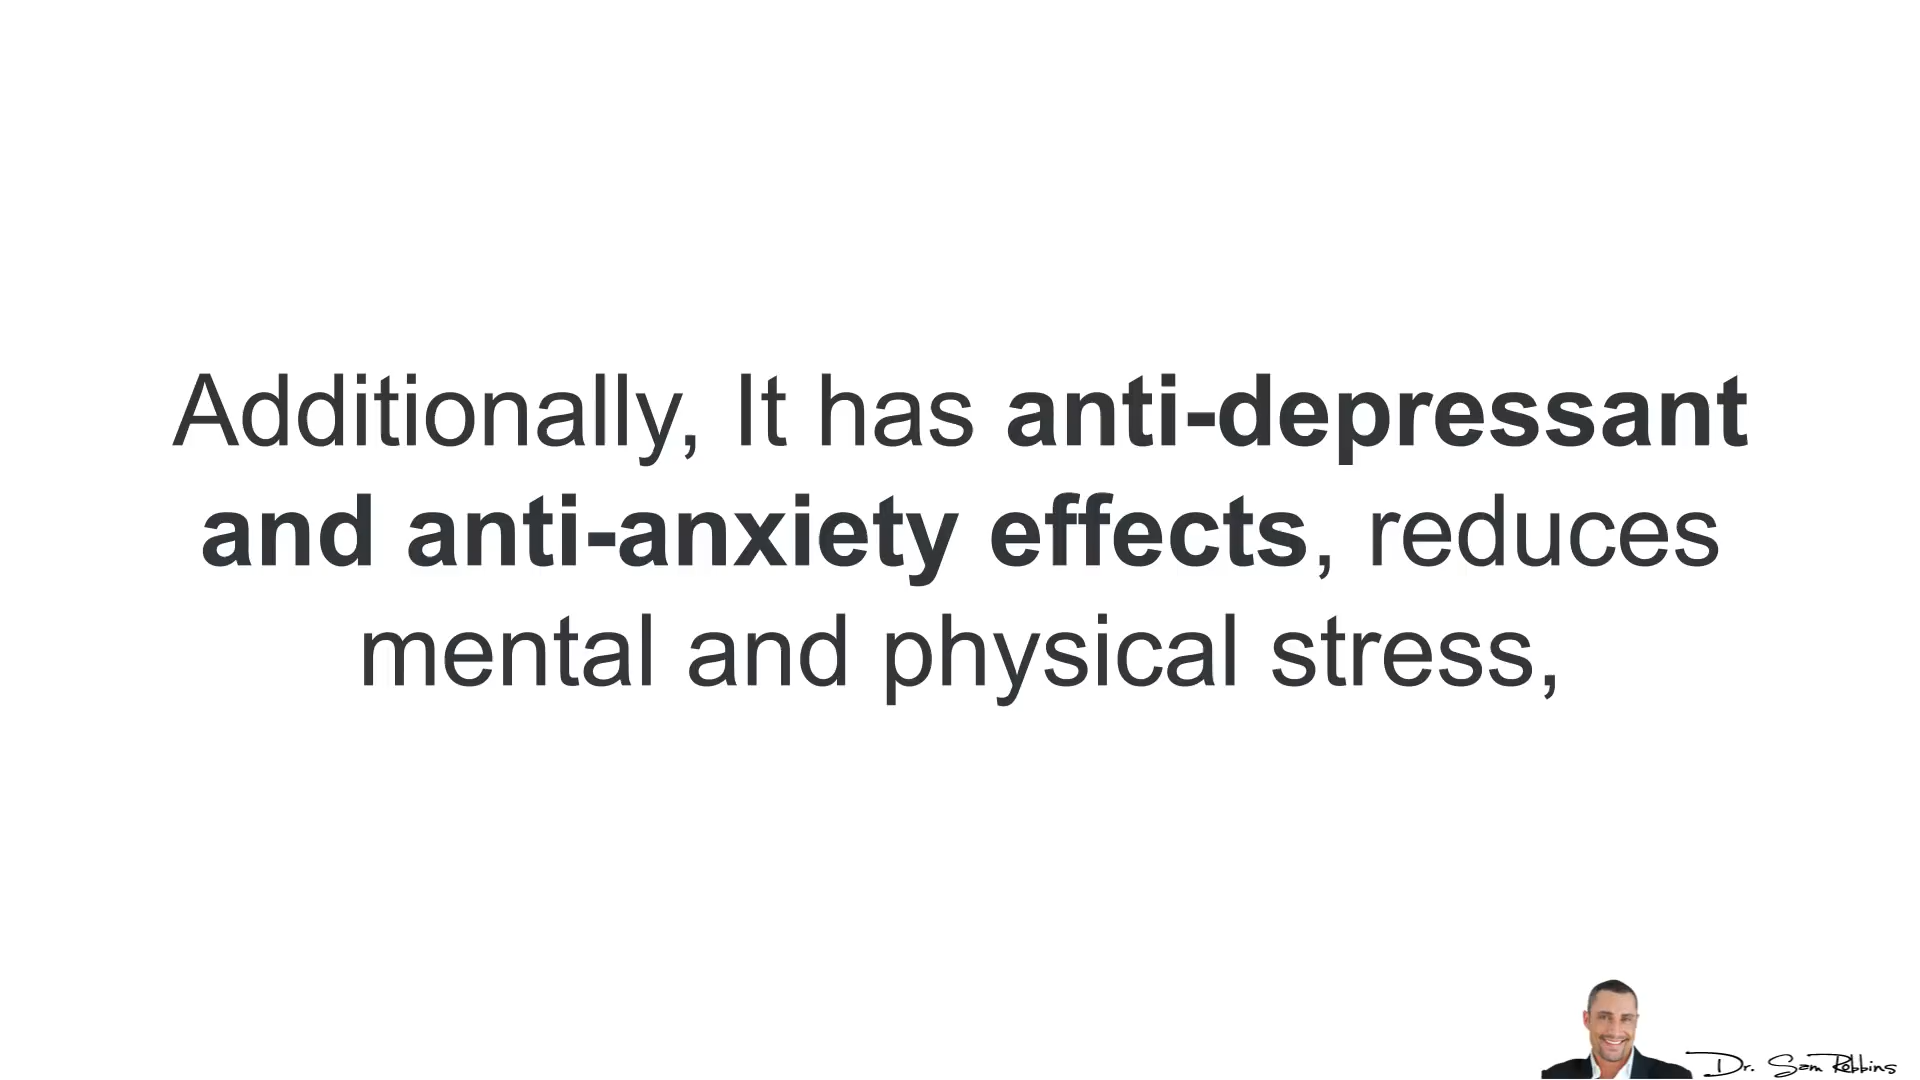 Additionally, It has anti-depressant
and anti-anxiety effects, reduces
mental and physical stress,
Dr. Sam Robbins